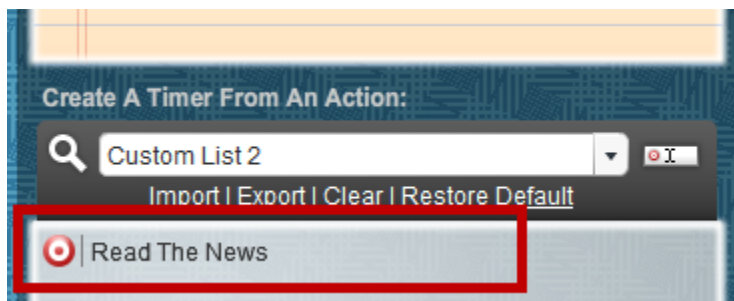 Create A Timer From An Action:
Custom List 2
Import | Export | Clear | Restore Default
Read The News